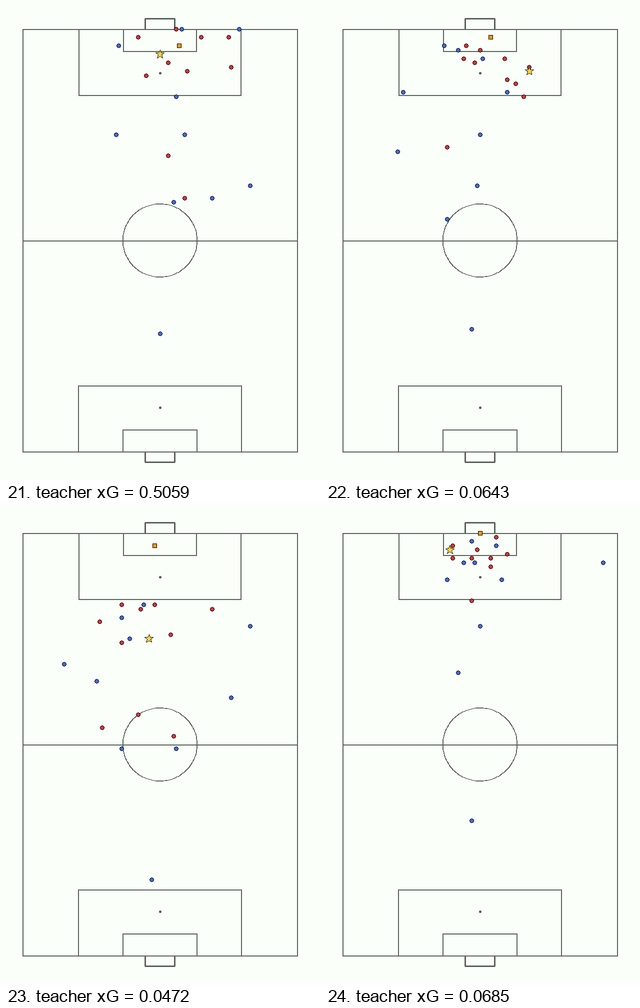 21. teacher xG = 0.5059
22. teacher xG = 0.0643
23. teacher xG = 0.0472
24. teacher xG = 0.0685